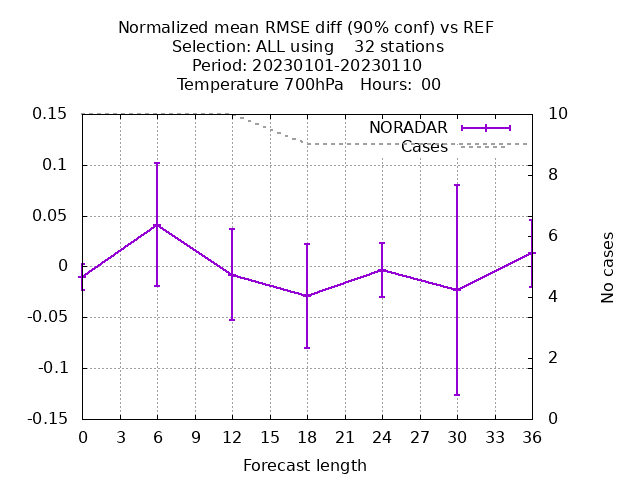 Normalized mean RMSE diff (90% conf) vs REF
Selection: ALL using    32 stations
Period: 20230101-20230110
Temperature 700hPa   Hours:  00
0.15
0.1
0.05
0
-0.05
-0.1
-0.15
NORADAR
Cases
10
8
6
4
2
0
No cases
0 3 6 9 12 15 18 21 24 27 30 33 36
Forecast length